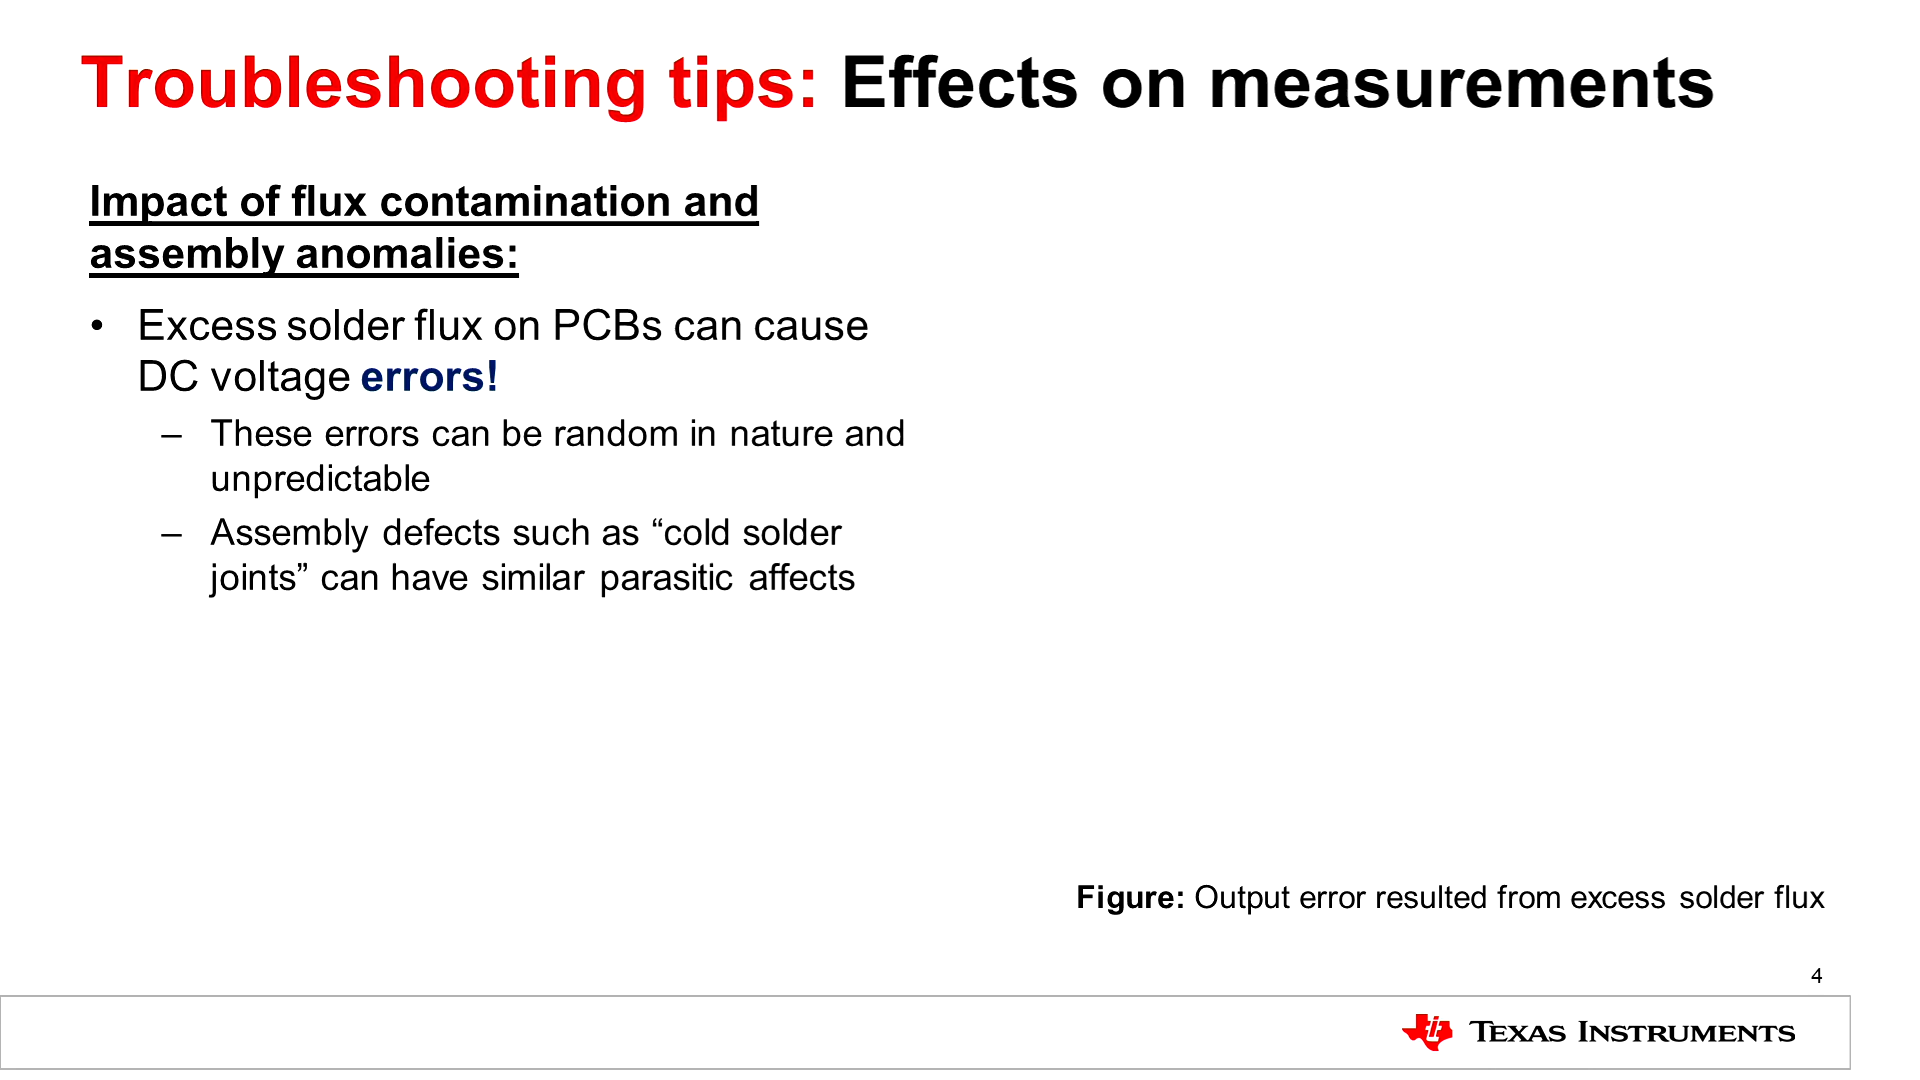 Troubleshooting tips: Effects on measurements
Impact of flux contamination and
assembly anomalies:
• Excess solder flux on PCBs can cause
DC voltage errors!
– These errors can be random in nature and
unpredictable
– Assembly defects such as “cold solder
joints” can have similar parasitic affects
Figure: Output error resulted from excess solder flux
4
TEXAS INSTRUMENTS